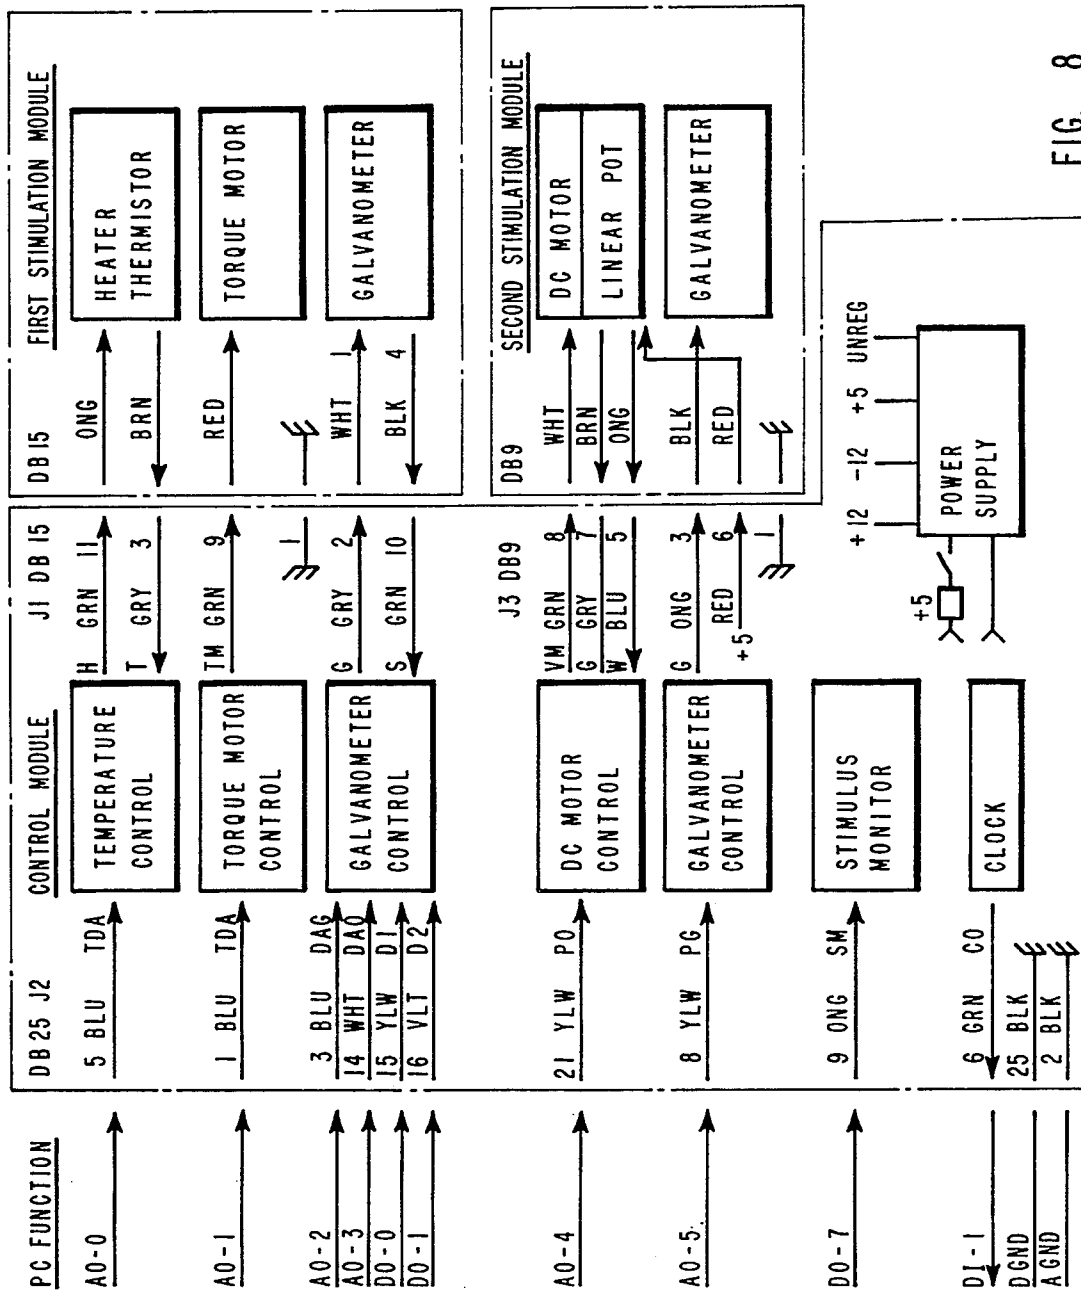 PC FUNCTION
AO-0
AO-1
AO-2
AO-3
DO-0
DO-1
AO-4
AO-5
DO-7
DI-1
DGND
AGND
DB25 J2
5 BLU TDA
1 BLU TDA
3 BLU DAG
14 WHT DAO
15 YLW D1
16 VLT D2
21 YLW PO
8 YLW PG
9 ONG SM
6 GRN CO
25 BLK
2 BLK
CONTROL MODULE
TEMPERATURE
CONTROL
TORQUE MOTOR
CONTROL
GALVANOMETER
CONTROL
DC MOTOR
CONTROL
GALVANOMETER
CONTROL
STIMULUS
MONITOR
CLOCK
J1 DB15
H GRN 11
T GRY 3
TM GRN 9
1
G GRY 2
S GRN 10
J3 DB9
VM GRN 8
G GRY 7
W BLU 5
G ONG 3
+5 RED 6
1
+5
POWER
SUPPLY
+12
-12
+5
UNREG
DB15
ONG
BRN
RED
WHT 1
BLK 4
FIRST STIMULATION MODULE
HEATER
THERMISTOR
TORQUE MOTOR
GALVANOMETER
DB9
WHT
BRN
ONG
BLK
RED
SECOND STIMULATION MODULE
DC MOTOR
LINEAR POT
GALVANOMETER
FIG. 8